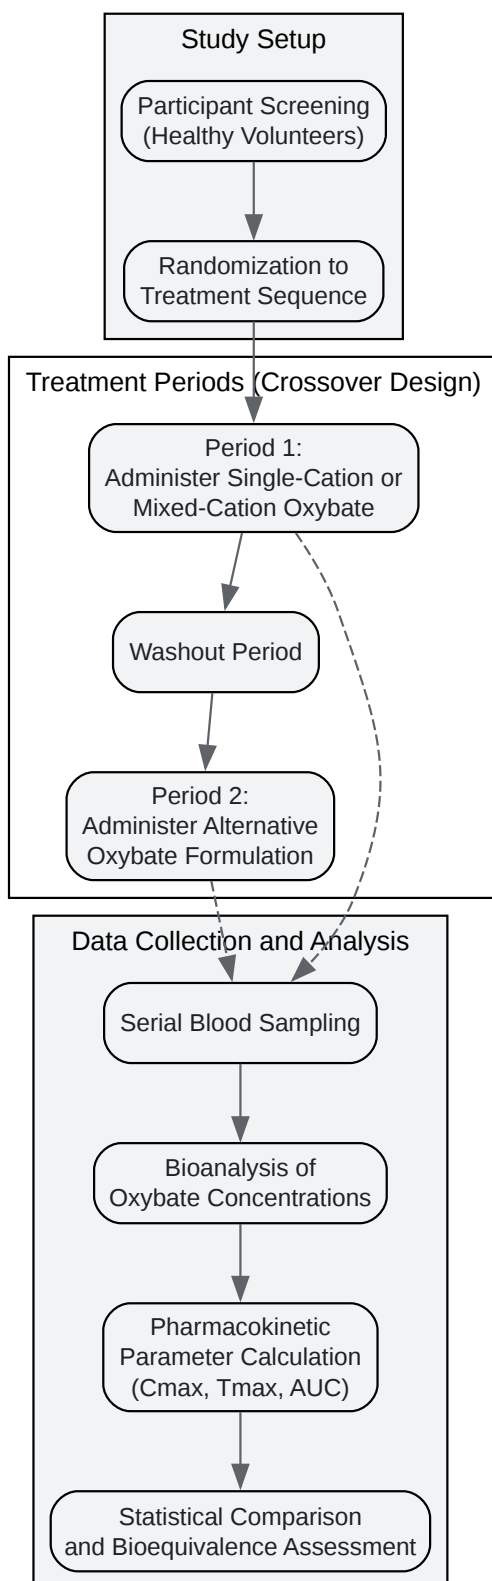 Study Setup
Participant Screening
(Healthy Volunteers)
Randomization to
Treatment Sequence
Treatment Periods (Crossover Design)
Period 1:
Administer Single-Cation or
Mixed-Cation Oxybate
Washout Period
Period 2:
Administer Alternative
Oxybate Formulation
Data Collection and Analysis
Serial Blood Sampling
Bioanalysis of
Oxybate Concentrations
Pharmacokinetic
Parameter Calculation
(Cmax, Tmax, AUC)
Statistical Comparison
and Bioequivalence Assessment